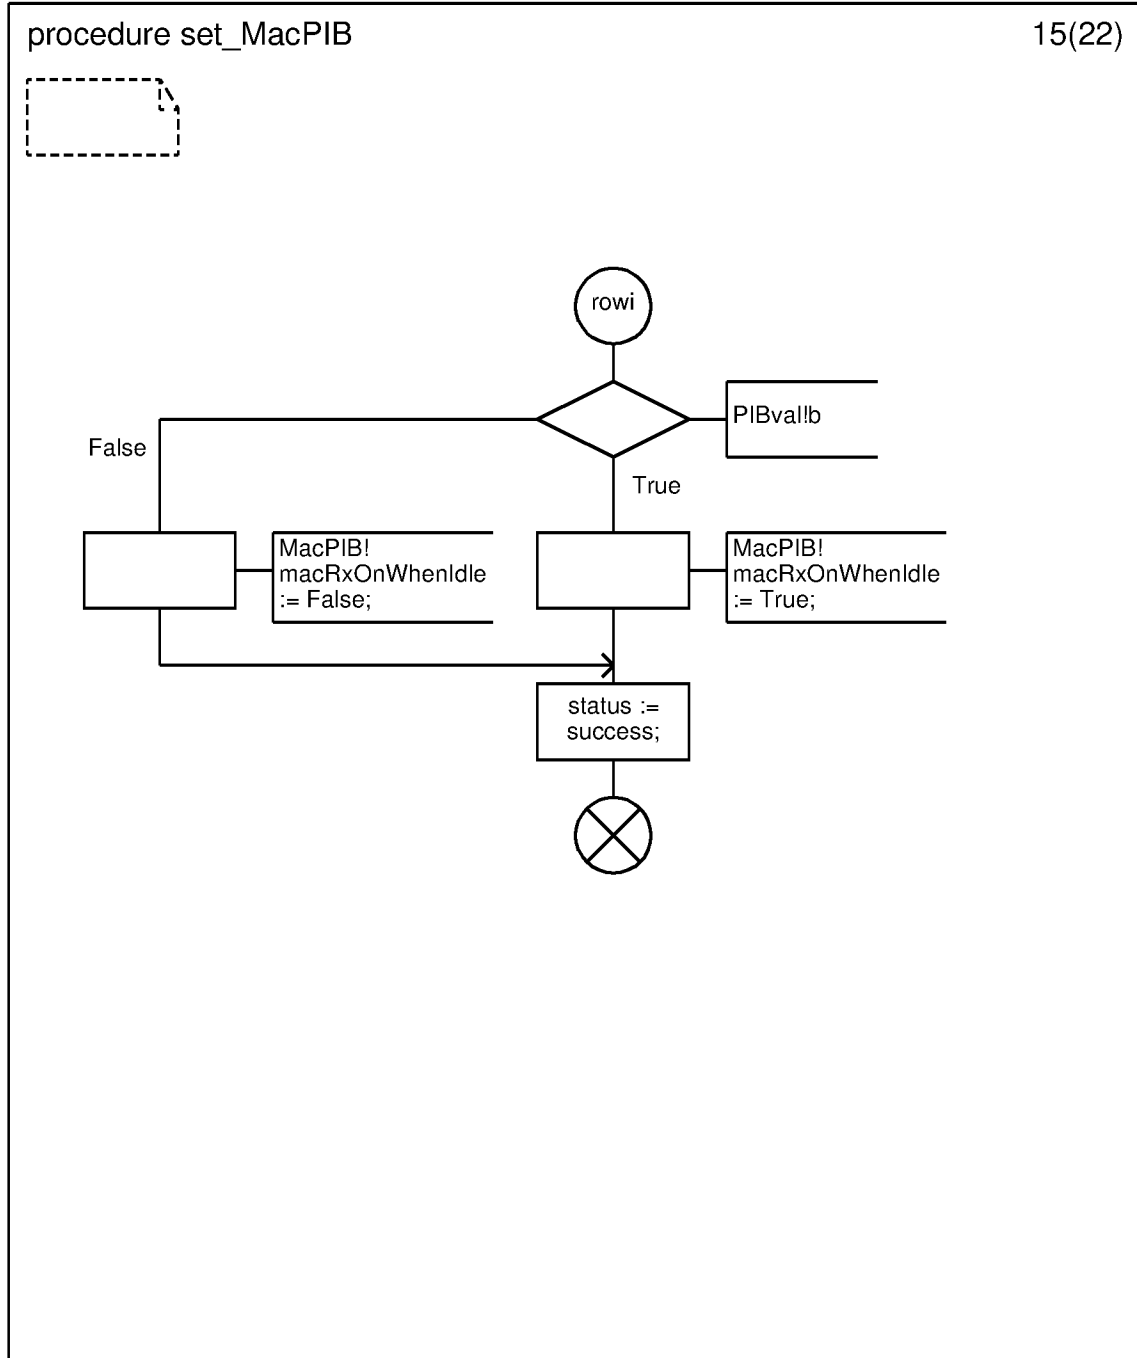 procedure set_MacPIB
15(22)
rowi
PIBval!b
False
True
MacPIB!
macRxOnWhenIdle
:= False;
MacPIB!
macRxOnWhenIdle
:= True;
status :=
success;